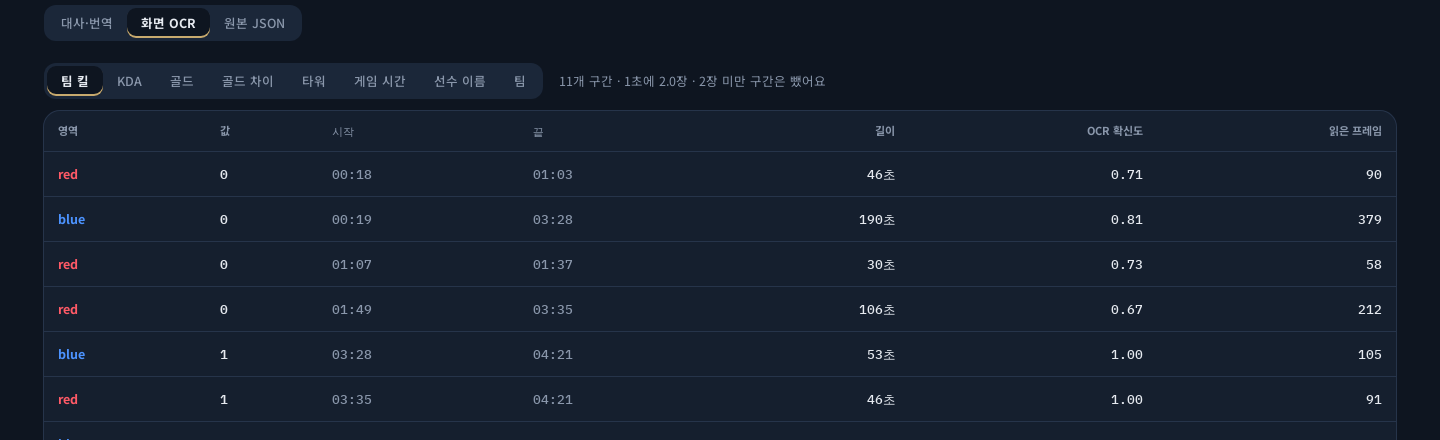 대사·번역 화면 OCR 원본 JSON
팀 킬 KDA 골드 골드 차이 타워 게임 시간 선수 이름 팀 11개 구간 · 1초에 2.0장 · 2장 미만 구간은 뺐어요
영역 값 시작 끝 길이 OCR 확신도 읽은 프레임
red 0 00:18 01:03 46초 0.71 90
blue 0 00:19 03:28 190초 0.81 379
red 0 01:07 01:37 30초 0.73 58
red 0 01:49 03:35 106초 0.67 212
blue 1 03:28 04:21 53초 1.00 105
red 1 03:35 04:21 46초 1.00 91